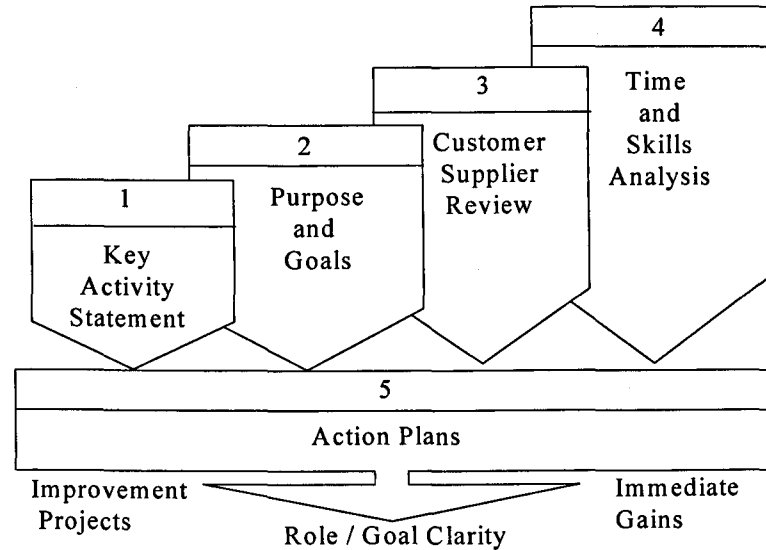 1
Key
Activity
Statement
2
Purpose
and
Goals
3
Customer
Supplier
Review
4
Time
and
Skills
Analysis
5
Action Plans
Improvement
Projects
Role / Goal Clarity
Immediate
Gains